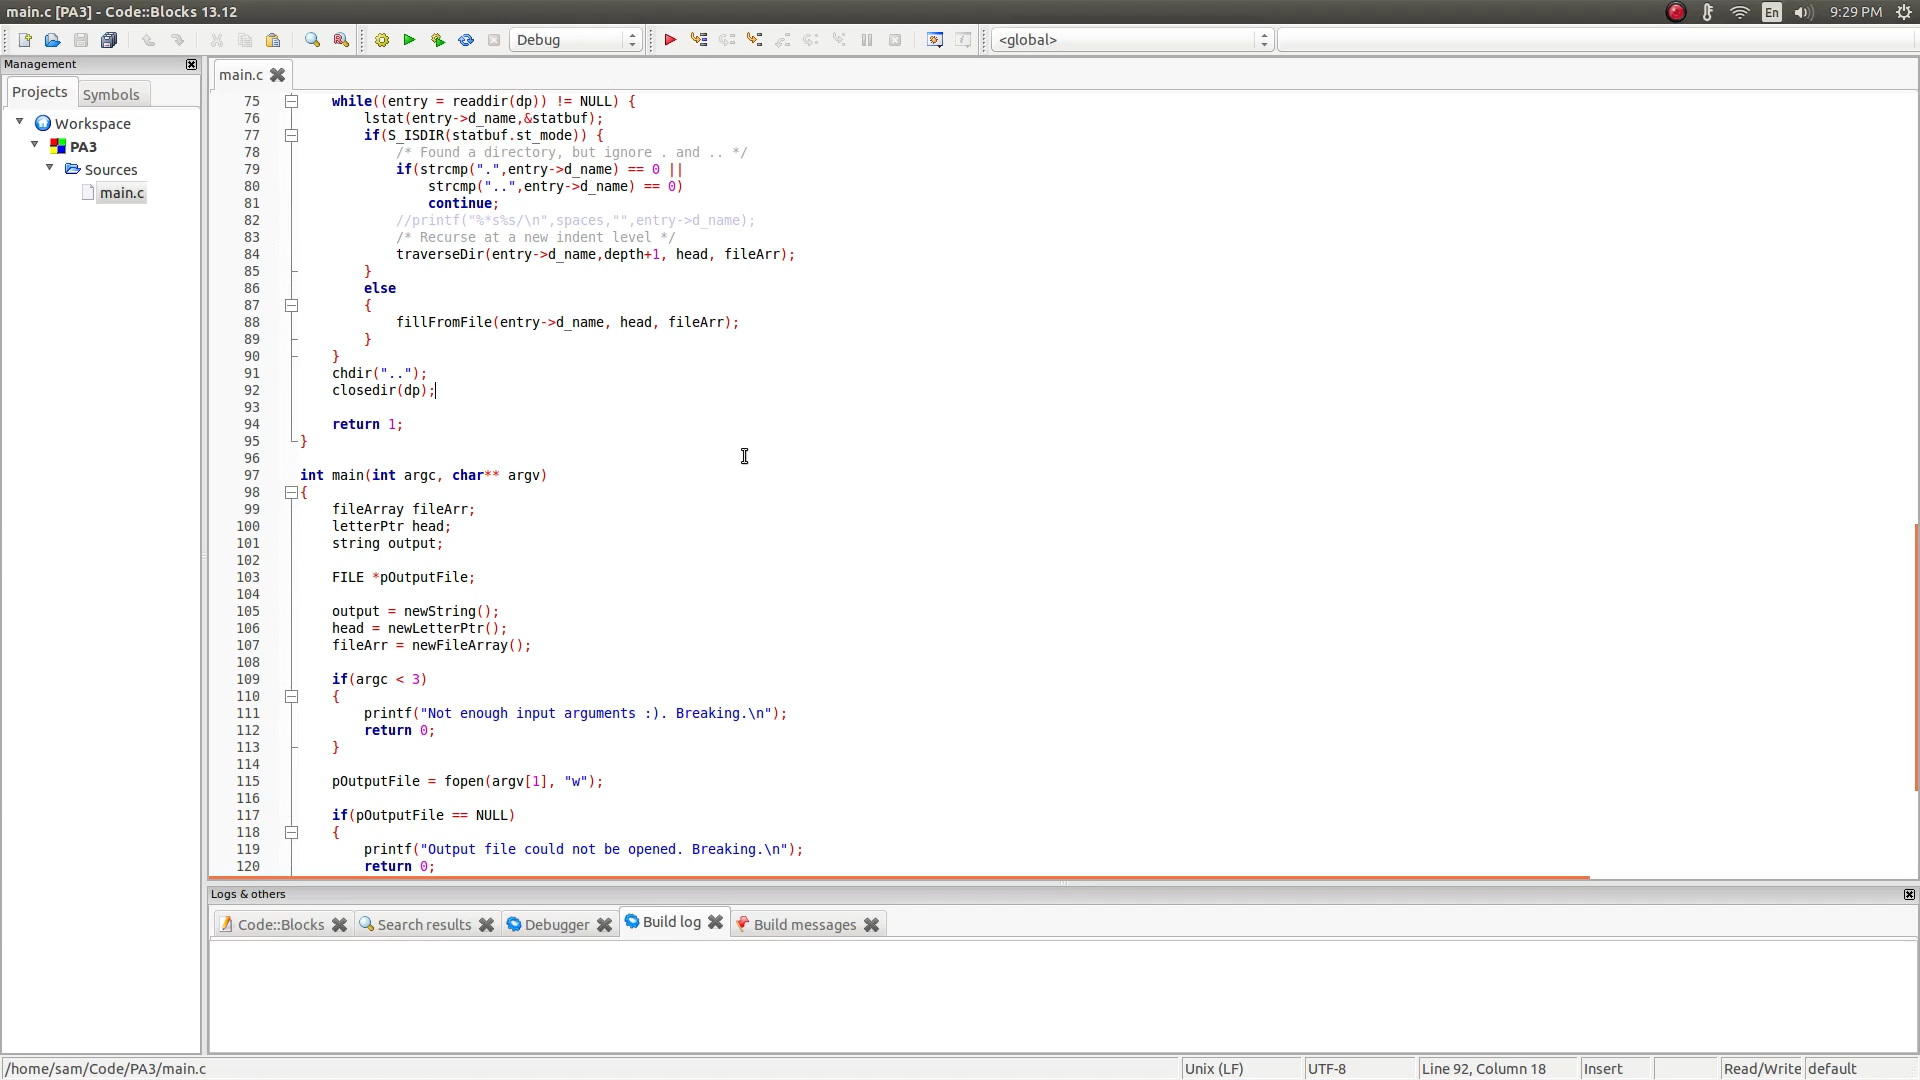 main.c [PA3] - Code::Blocks 13.12
En
9:29 PM
Debug
<global>
Management
main.c
Projects
Symbols
Workspace
PA3
Sources
main.c
75 while((entry = readdir(dp)) != NULL) {
76 lstat(entry->d_name,&statbuf);
77 if(S_ISDIR(statbuf.st_mode)) {
78 /* Found a directory, but ignore . and .. */
79 if(strcmp(".",entry->d_name) == 0 ||
80 strcmp("..",entry->d_name) == 0)
81 continue;
82 //printf("%*s%s/\n",spaces,"",entry->d_name);
83 /* Recurse at a new indent level */
84 traverseDir(entry->d_name,depth+1, head, fileArr);
85 }
86 else
87 {
88 fillFromFile(entry->d_name, head, fileArr);
89 }
90 }
91 chdir("..");
92 closedir(dp);
93
94 return 1;
95 }
96
97 int main(int argc, char** argv)
98 {
99 fileArray fileArr;
100 letterPtr head;
101 string output;
102
103 FILE *pOutputFile;
104
105 output = newString();
106 head = newLetterPtr();
107 fileArr = newFileArray();
108
109 if(argc < 3)
110 {
111 printf("Not enough input arguments :). Breaking.\n");
112 return 0;
113 }
114
115 pOutputFile = fopen(argv[1], "w");
116
117 if(pOutputFile == NULL)
118 {
119 printf("Output file could not be opened. Breaking.\n");
120 return 0;
Logs & others
Code::Blocks
Search results
Debugger
Build log
Build messages
/home/sam/Code/PA3/main.c
Unix (LF)
UTF-8
Line 92, Column 18
Insert
Read/Write
default